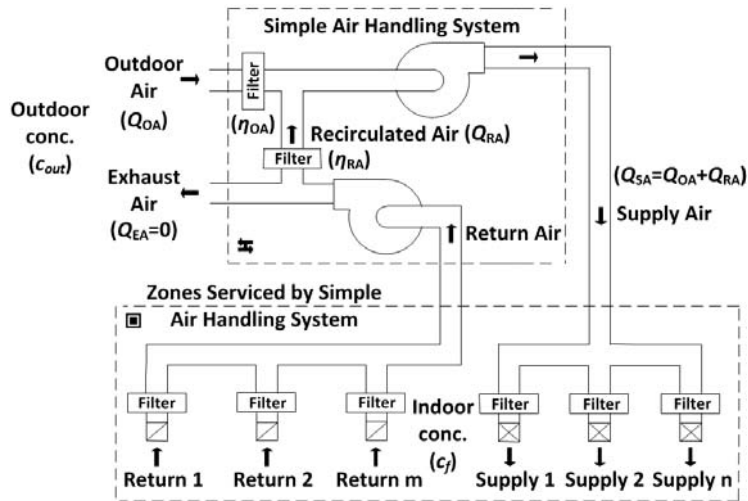 Simple Air Handling System
Outdoor
Air
(Q_OA)
Filter
(η_OA)
Outdoor
conc.
(c_out)
Recirculated Air (Q_RA)
Filter
(η_RA)
Exhaust
Air
(Q_EA=0)
Return Air
(Q_SA=Q_OA+Q_RA)
Supply Air
Zones Serviced by Simple
Air Handling System
Filter
Filter
Filter
Indoor
conc.
(c_f)
Filter
Filter
Filter
Return 1
Return 2
Return m
Supply 1
Supply 2
Supply n